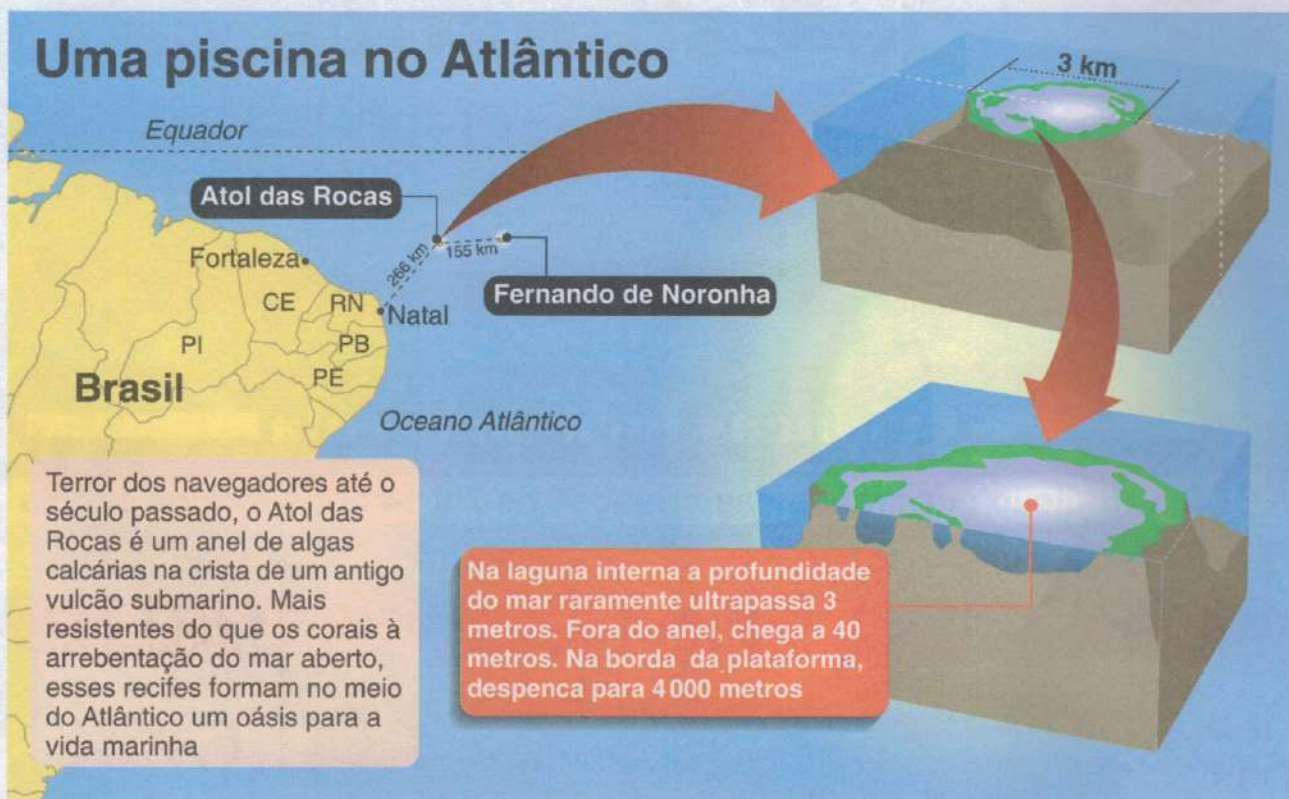 Uma piscina no Atlântico
Equador
Atol das Rocas
266 km
155 km
Fernando de Noronha
Fortaleza
CE
RN
Natal
PI
PB
PE
Brasil
Oceano Atlântico
3 km
Terror dos navegadores até o
século passado, o Atol das
Rocas é um anel de algas
calcárias na crista de um antigo
vulcão submarino. Mais
resistentes do que os corais à
arrebentação do mar aberto,
esses recifes formam no meio
do Atlântico um oásis para a
vida marinha
Na laguna interna a profundidade
do mar raramente ultrapassa 3
metros. Fora do anel, chega a 40
metros. Na borda da plataforma,
despenca para 4 000 metros